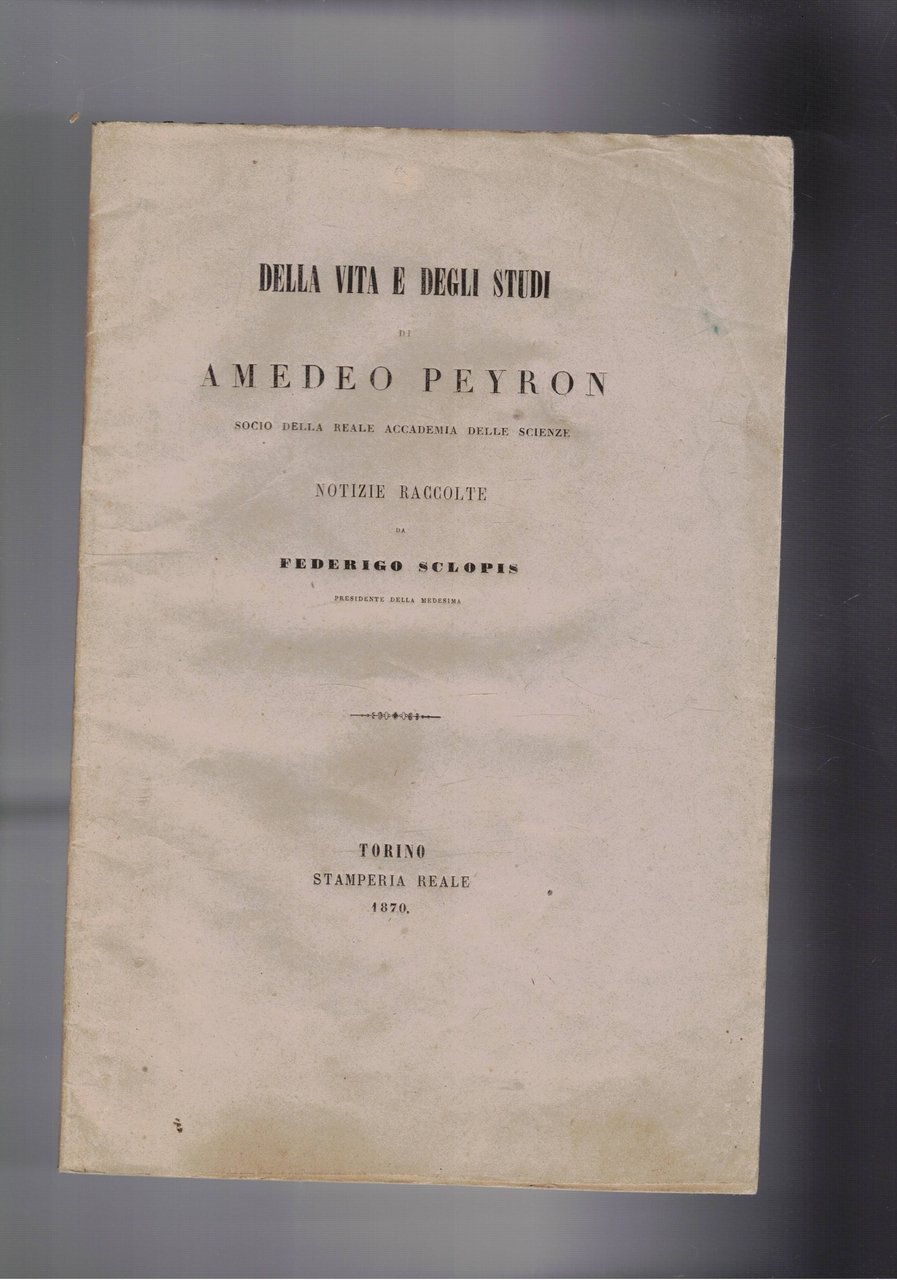 DELLA VITA E DEGLI STUDI
DI
AMEDEO PEYRON
SOCIO DELLA REALE ACCADEMIA DELLE SCIENZE
NOTIZIE RACCOLTE
DA
FEDERIGO SCLOPIS
PRESIDENTE DELLA MEDESIMA
TORINO
STAMPERIA REALE
1870.